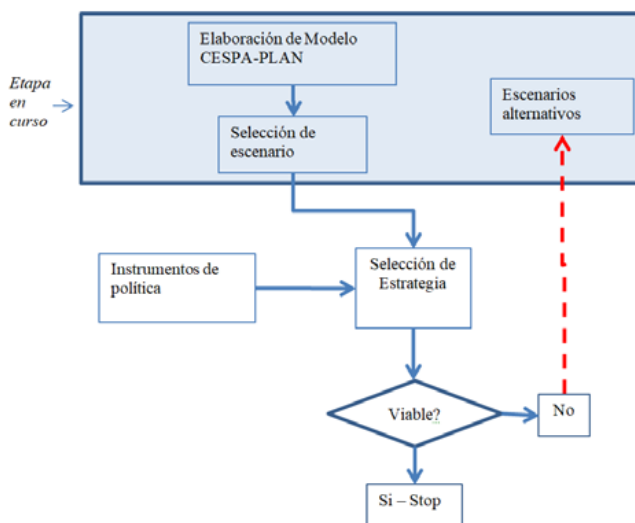 Elaboración de Modelo
CESPA-PLAN
Etapa
en
curso
Escenarios
alternativos
Selección de
escenario
Instrumentos de
política
Selección de
Estrategia
Viable?
No
Si – Stop